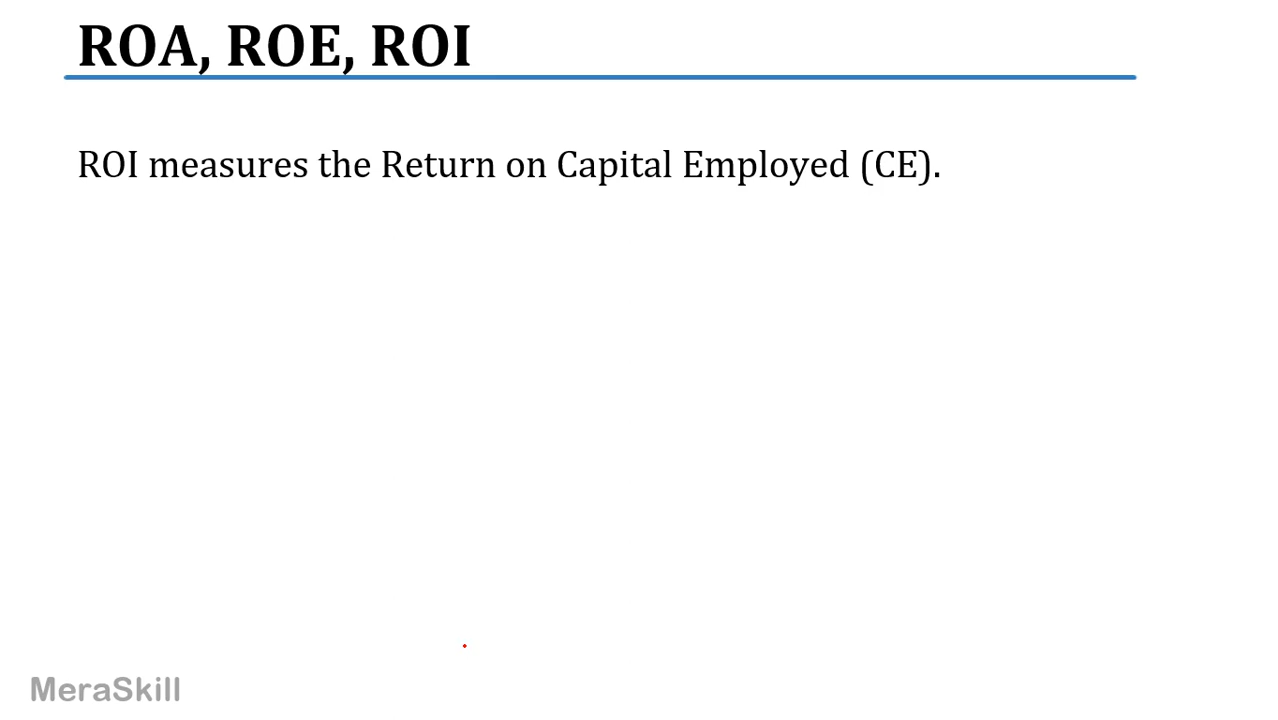 ROA, ROE, ROI
ROI measures the Return on Capital Employed (CE).
MeraSkill